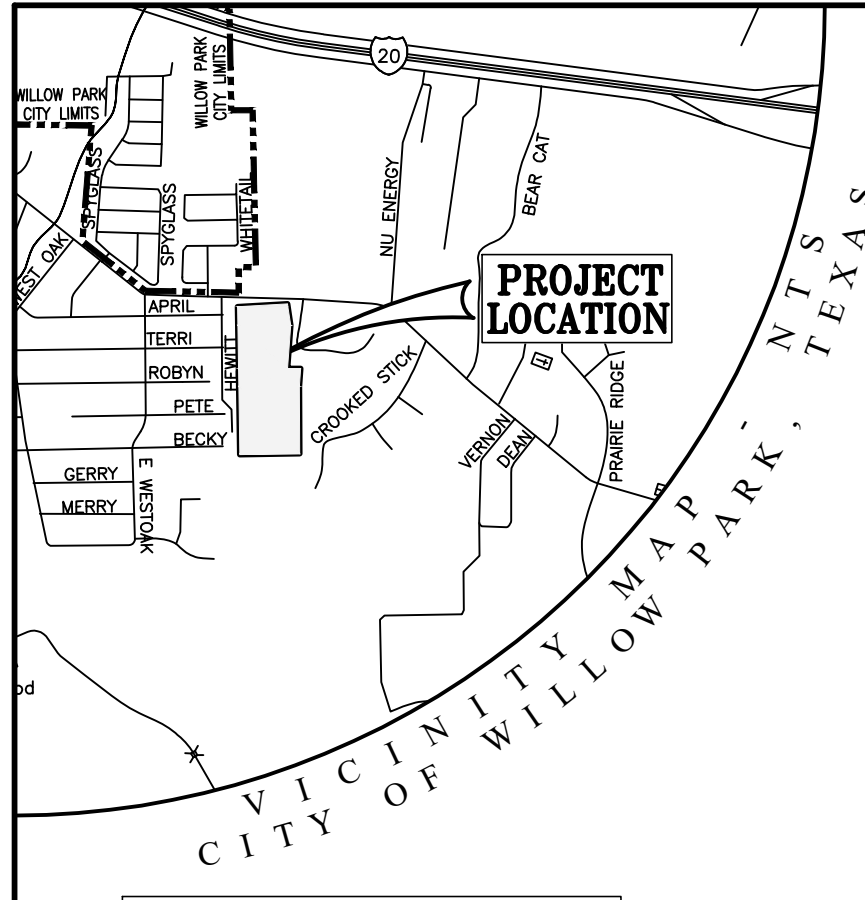 20
WILLOW PARK
CITY LIMITS
WILLOW PARK
CITY LIMITS
SPYGLASS
SPYGLASS
WHITETAIL
NU ENERGY
BEAR CAT
WEST OAK
PROJECT
LOCATION
APRIL
TERRI
HEWITT
ROBYN
PETE
BECKY
CROOKED STICK
GERRY
MERRY
E WESTOAK
VERNON
DEAN
PRAIRIE RIDGE
VICINITY MAP - NTS
CITY OF WILLOW PARK, TEXAS